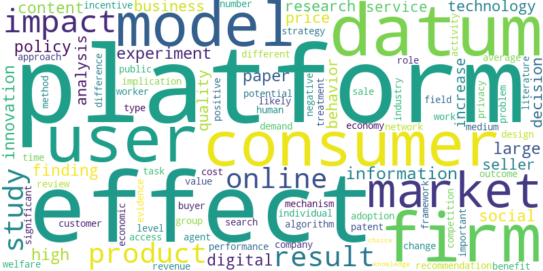 content incentive business research service number technology
impact model price strategy datum activity
policy analysis experiment different average literature
approach difference public implication paper role increase
innovation method worker platform behavior decision
type quality positive potential likely human negative treatment sale industry field privacy problem
demand economy network work medium design
user consumer large
time task cost online information seller outcome
finding
study review evidence value effect mechanism market social
significant customer economic buyer individual adoption framework competition important firm
level group search algorithm patent
access agent performance company change choice
high product digital result knowledge
welfare revenue recommendation benefit